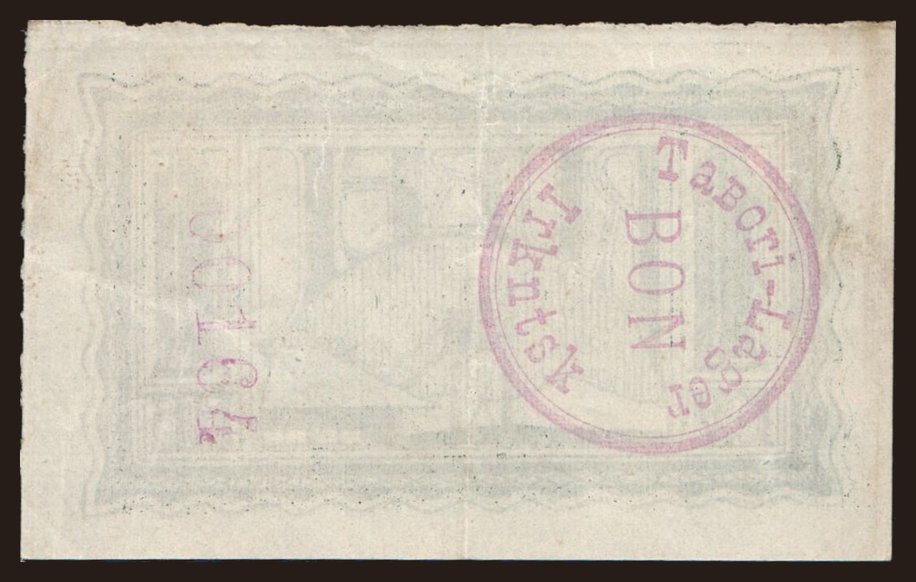 Tabori-Lager
BON
Irkutsk
00164